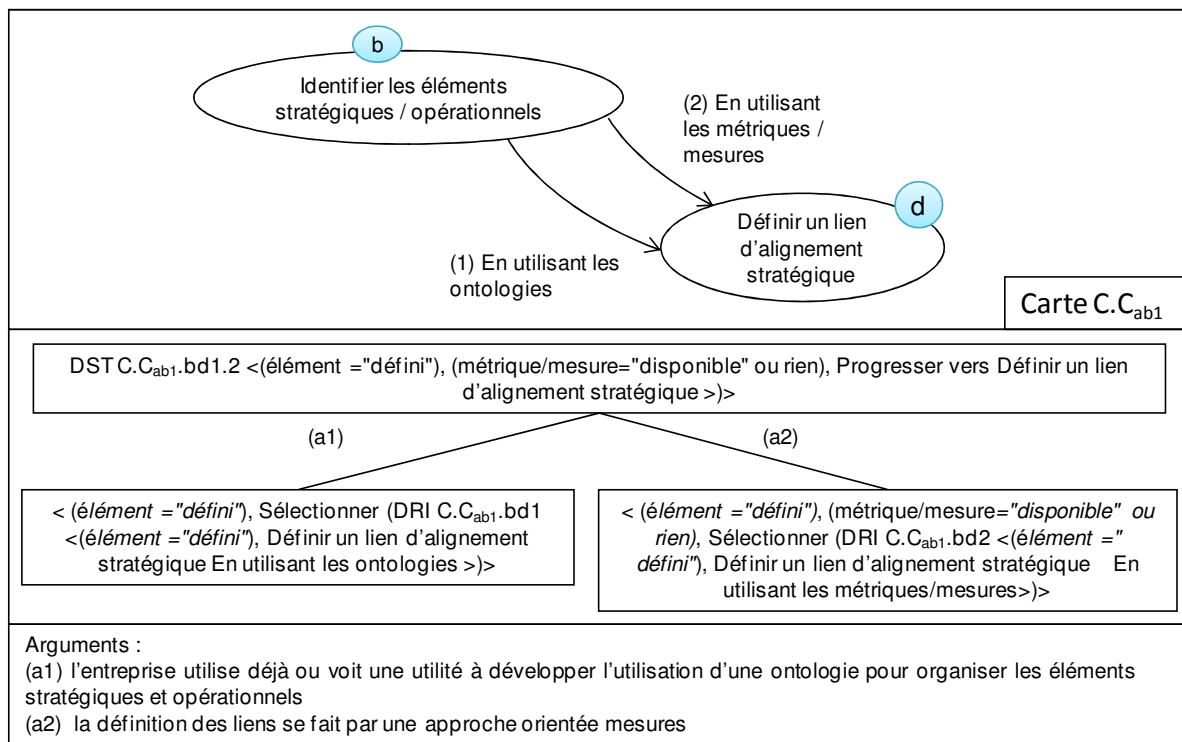 b
Identifier les éléments
stratégiques / opérationnels
(2) En utilisant
les métriques /
mesures
d
Définir un lien
d'alignement
stratégique
(1) En utilisant les
ontologies
Carte C.Cab1
DST C.Cab1.bd1.2 <(élément ="défini"), (métrique/mesure="disponible" ou rien), Progresser vers Définir un lien
d'alignement stratégique >)>
(a1)
(a2)
< (élément ="défini"), Sélectionner (DRI C.Cab1.bd1
<(élément ="défini"), Définir un lien d'alignement
stratégique En utilisant les ontologies >)>
< (élément ="défini"), (métrique/mesure="disponible" ou
rien), Sélectionner (DRI C.Cab1.bd2 <(élément ="
défini"), Définir un lien d'alignement stratégique En
utilisant les métriques/mesures>)>
Arguments :
(a1) l'entreprise utilise déjà ou voit une utilité à développer l'utilisation d'une ontologie pour organiser les éléments
stratégiques et opérationnels
(a2) la définition des liens se fait par une approche orientée mesures